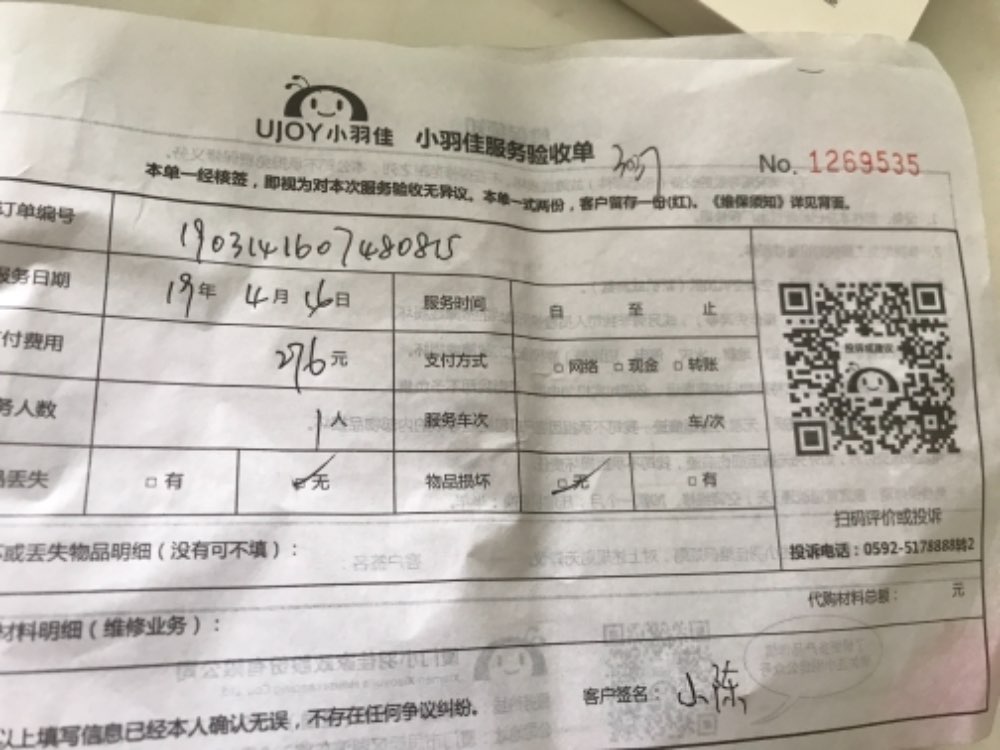 UJOY小羽佳 小羽佳服务验收单
No. 1269535
本单一经核签，即视为对本次服务验收无异议。本单一式两份，客户留存一份(红)。《维保须知》详见背面。
订单编号 1903141607480815
服务日期 19年 4月 16日 服务时间 自 至 止
付费用 276元 支付方式 □网络 □现金 □转账
务人数 1人 服务车次 车/次
品丢失 □有 □无 物品损坏 □无 □有
投诉或建议
扫码评价或投诉
投诉电话：0592-5178888转2
坏或丢失物品明细（没有可不填）：
代购材料总额： 元
材料明细（维修业务）：
以上填写信息已经本人确认无误，不存在任何争议纠纷。
客户签名： 小陈